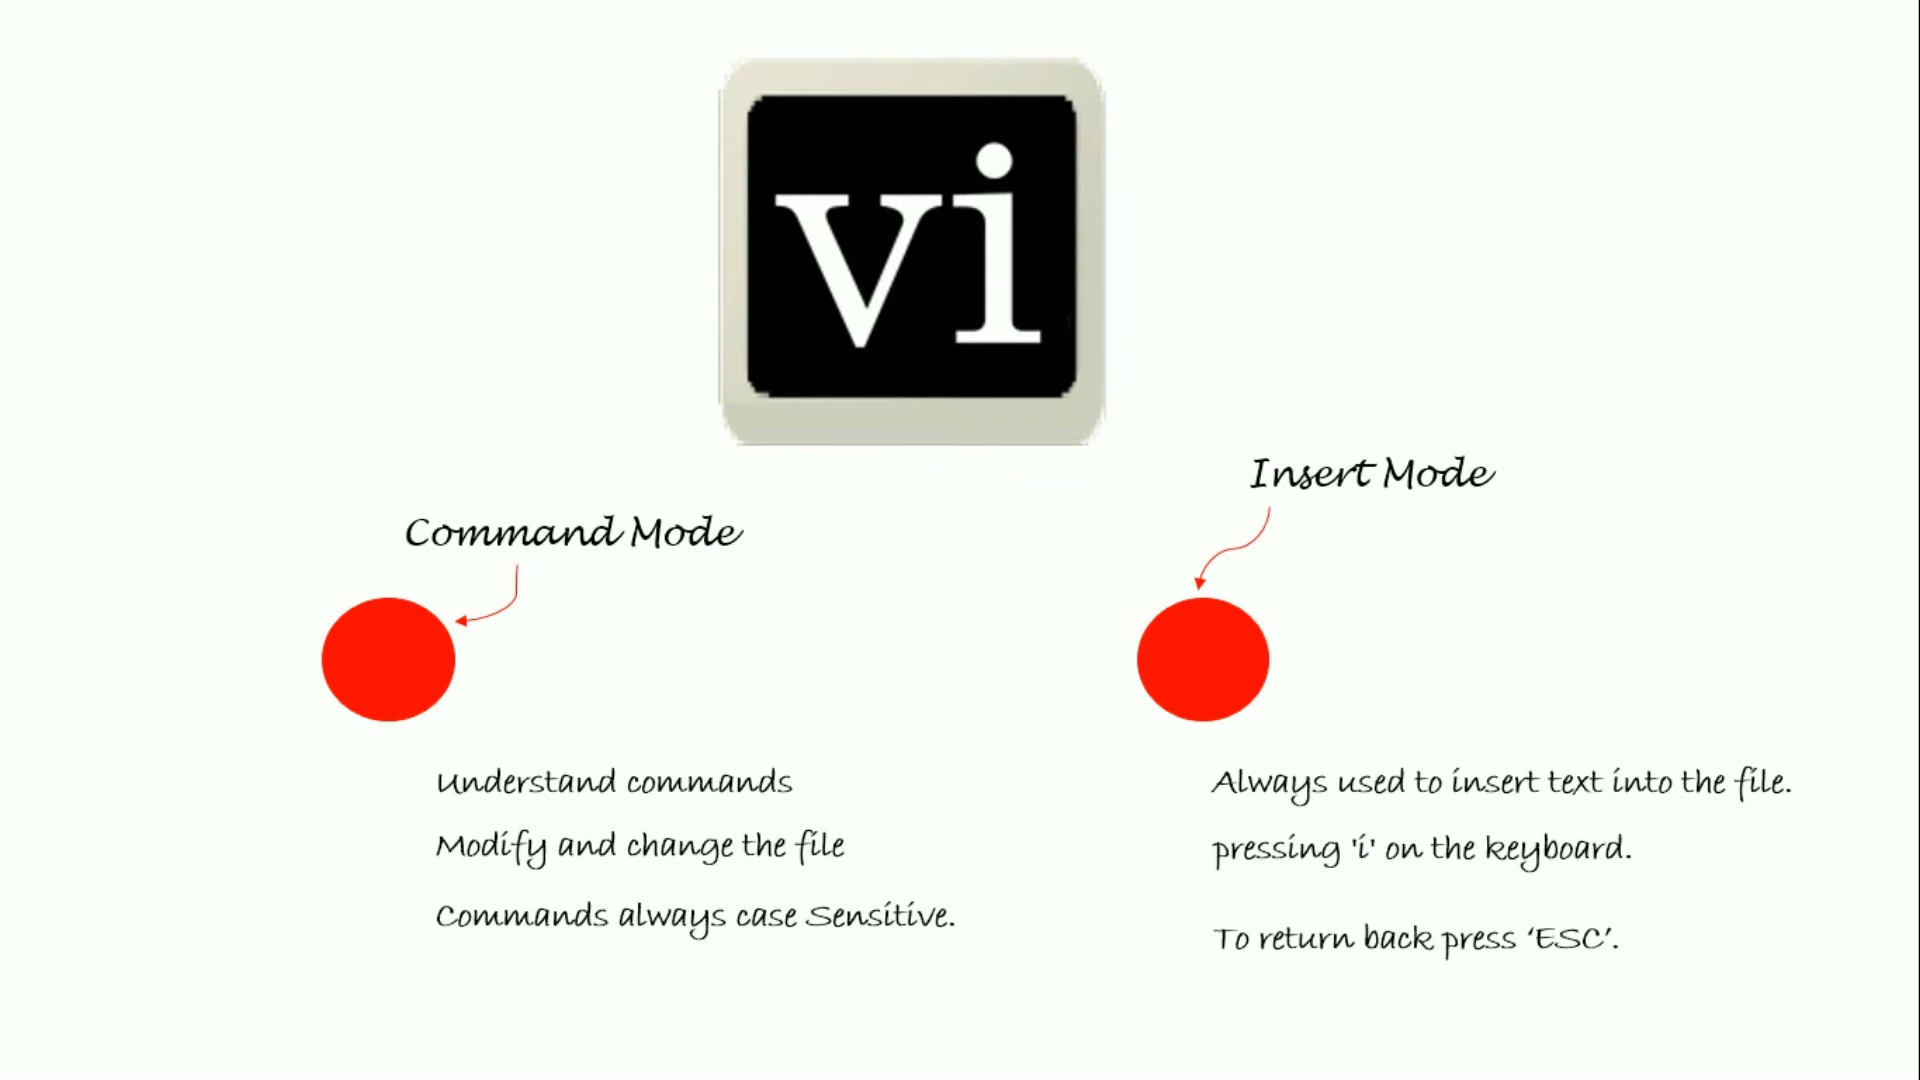 vi
Command Mode
Understand commands
Modify and change the file
Commands always case Sensitive.
Insert Mode
Always used to insert text into the file.
pressing 'i' on the keyboard.
To return back press ‘ESC’.